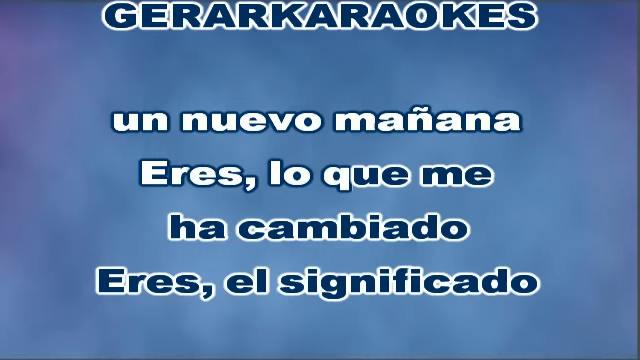 GERARKARAOKES
un nuevo mañana
Eres, lo que me
ha cambiado
Eres, el significado